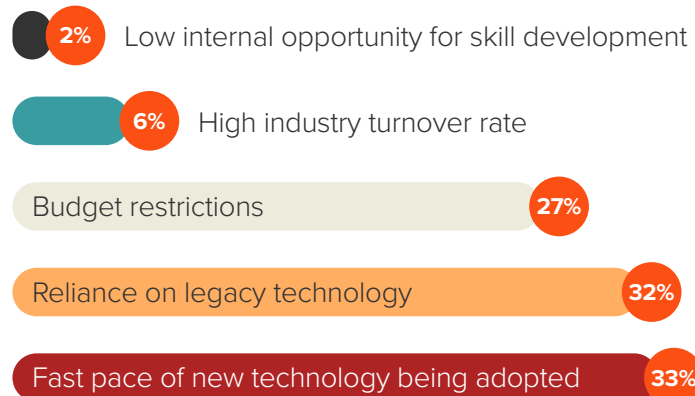 2% Low internal opportunity for skill development
6% High industry turnover rate
Budget restrictions 27%
Reliance on legacy technology 32%
Fast pace of new technology being adopted 33%